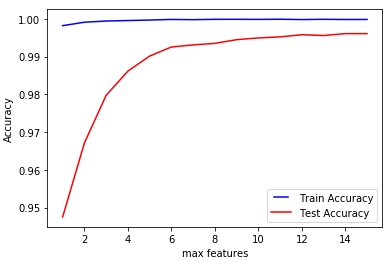 1.00
0.99
0.98
0.97
0.96
0.95
Accuracy
2 4 6 8 10 12 14
max features
Train Accuracy
Test Accuracy